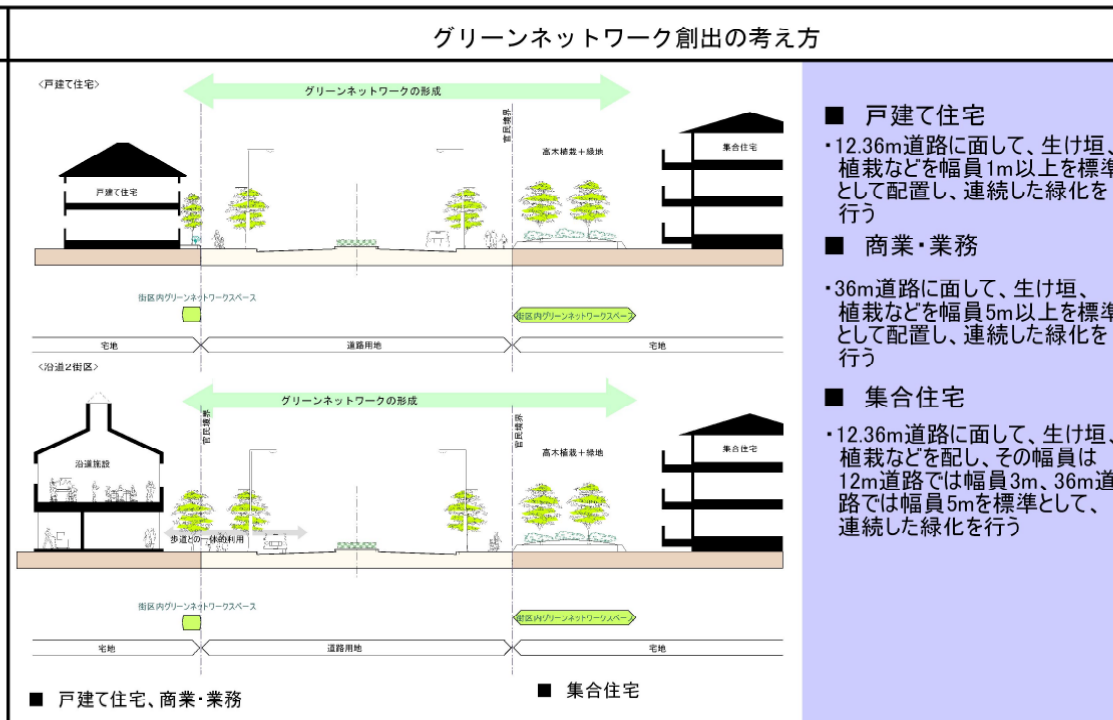 グリーンネットワーク創出の考え方
<戸建て住宅>
グリーンネットワークの形成
官民境界
高木植栽+緑地
集合住宅
戸建て住宅
街区内グリーンネットワークスペース
街区内グリーンネットワークスペース
宅地
道路用地
宅地
<沿道2街区>
グリーンネットワークの形成
官民境界
官民境界
高木植栽+緑地
集合住宅
沿道施設
歩道との一体的利用
街区内グリーンネットワークスペース
街区内グリーンネットワークスペース
宅地
道路用地
宅地
■ 戸建て住宅、商業・業務
■ 集合住宅
■ 戸建て住宅
・12.36m道路に面して、生け垣、
植栽などを幅員1m以上を標準
として配置し、連続した緑化を
行う
■ 商業・業務
・36m道路に面して、生け垣、
植栽などを幅員5m以上を標準
として配置し、連続した緑化を
行う
■ 集合住宅
・12.36m道路に面して、生け垣、
植栽などを配し、その幅員は
12m道路では幅員3m、36m道
路では幅員5mを標準として、
連続した緑化を行う